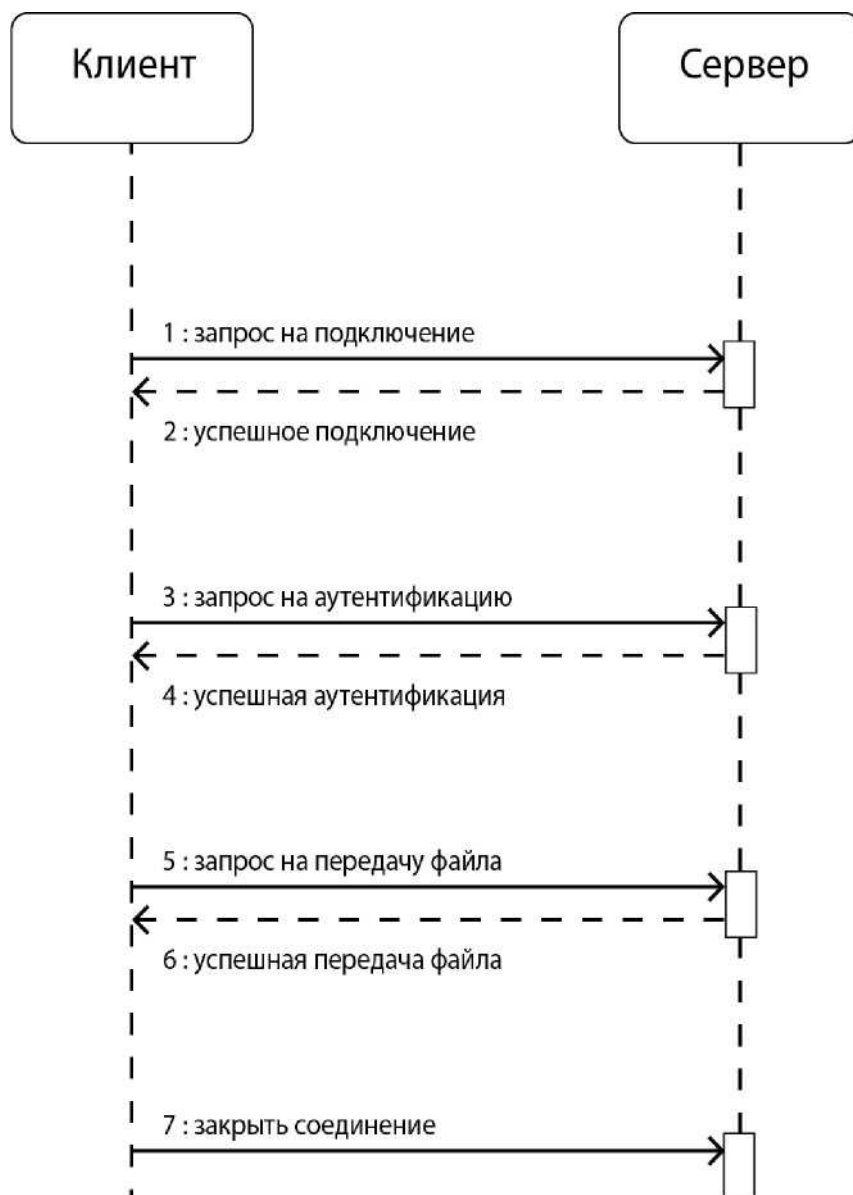 Клиент
Сервер
1 : запрос на подключение
2 : успешное подключение
3 : запрос на аутентификацию
4 : успешная аутентификация
5 : запрос на передачу файла
6 : успешная передача файла
7 : закрыть соединение